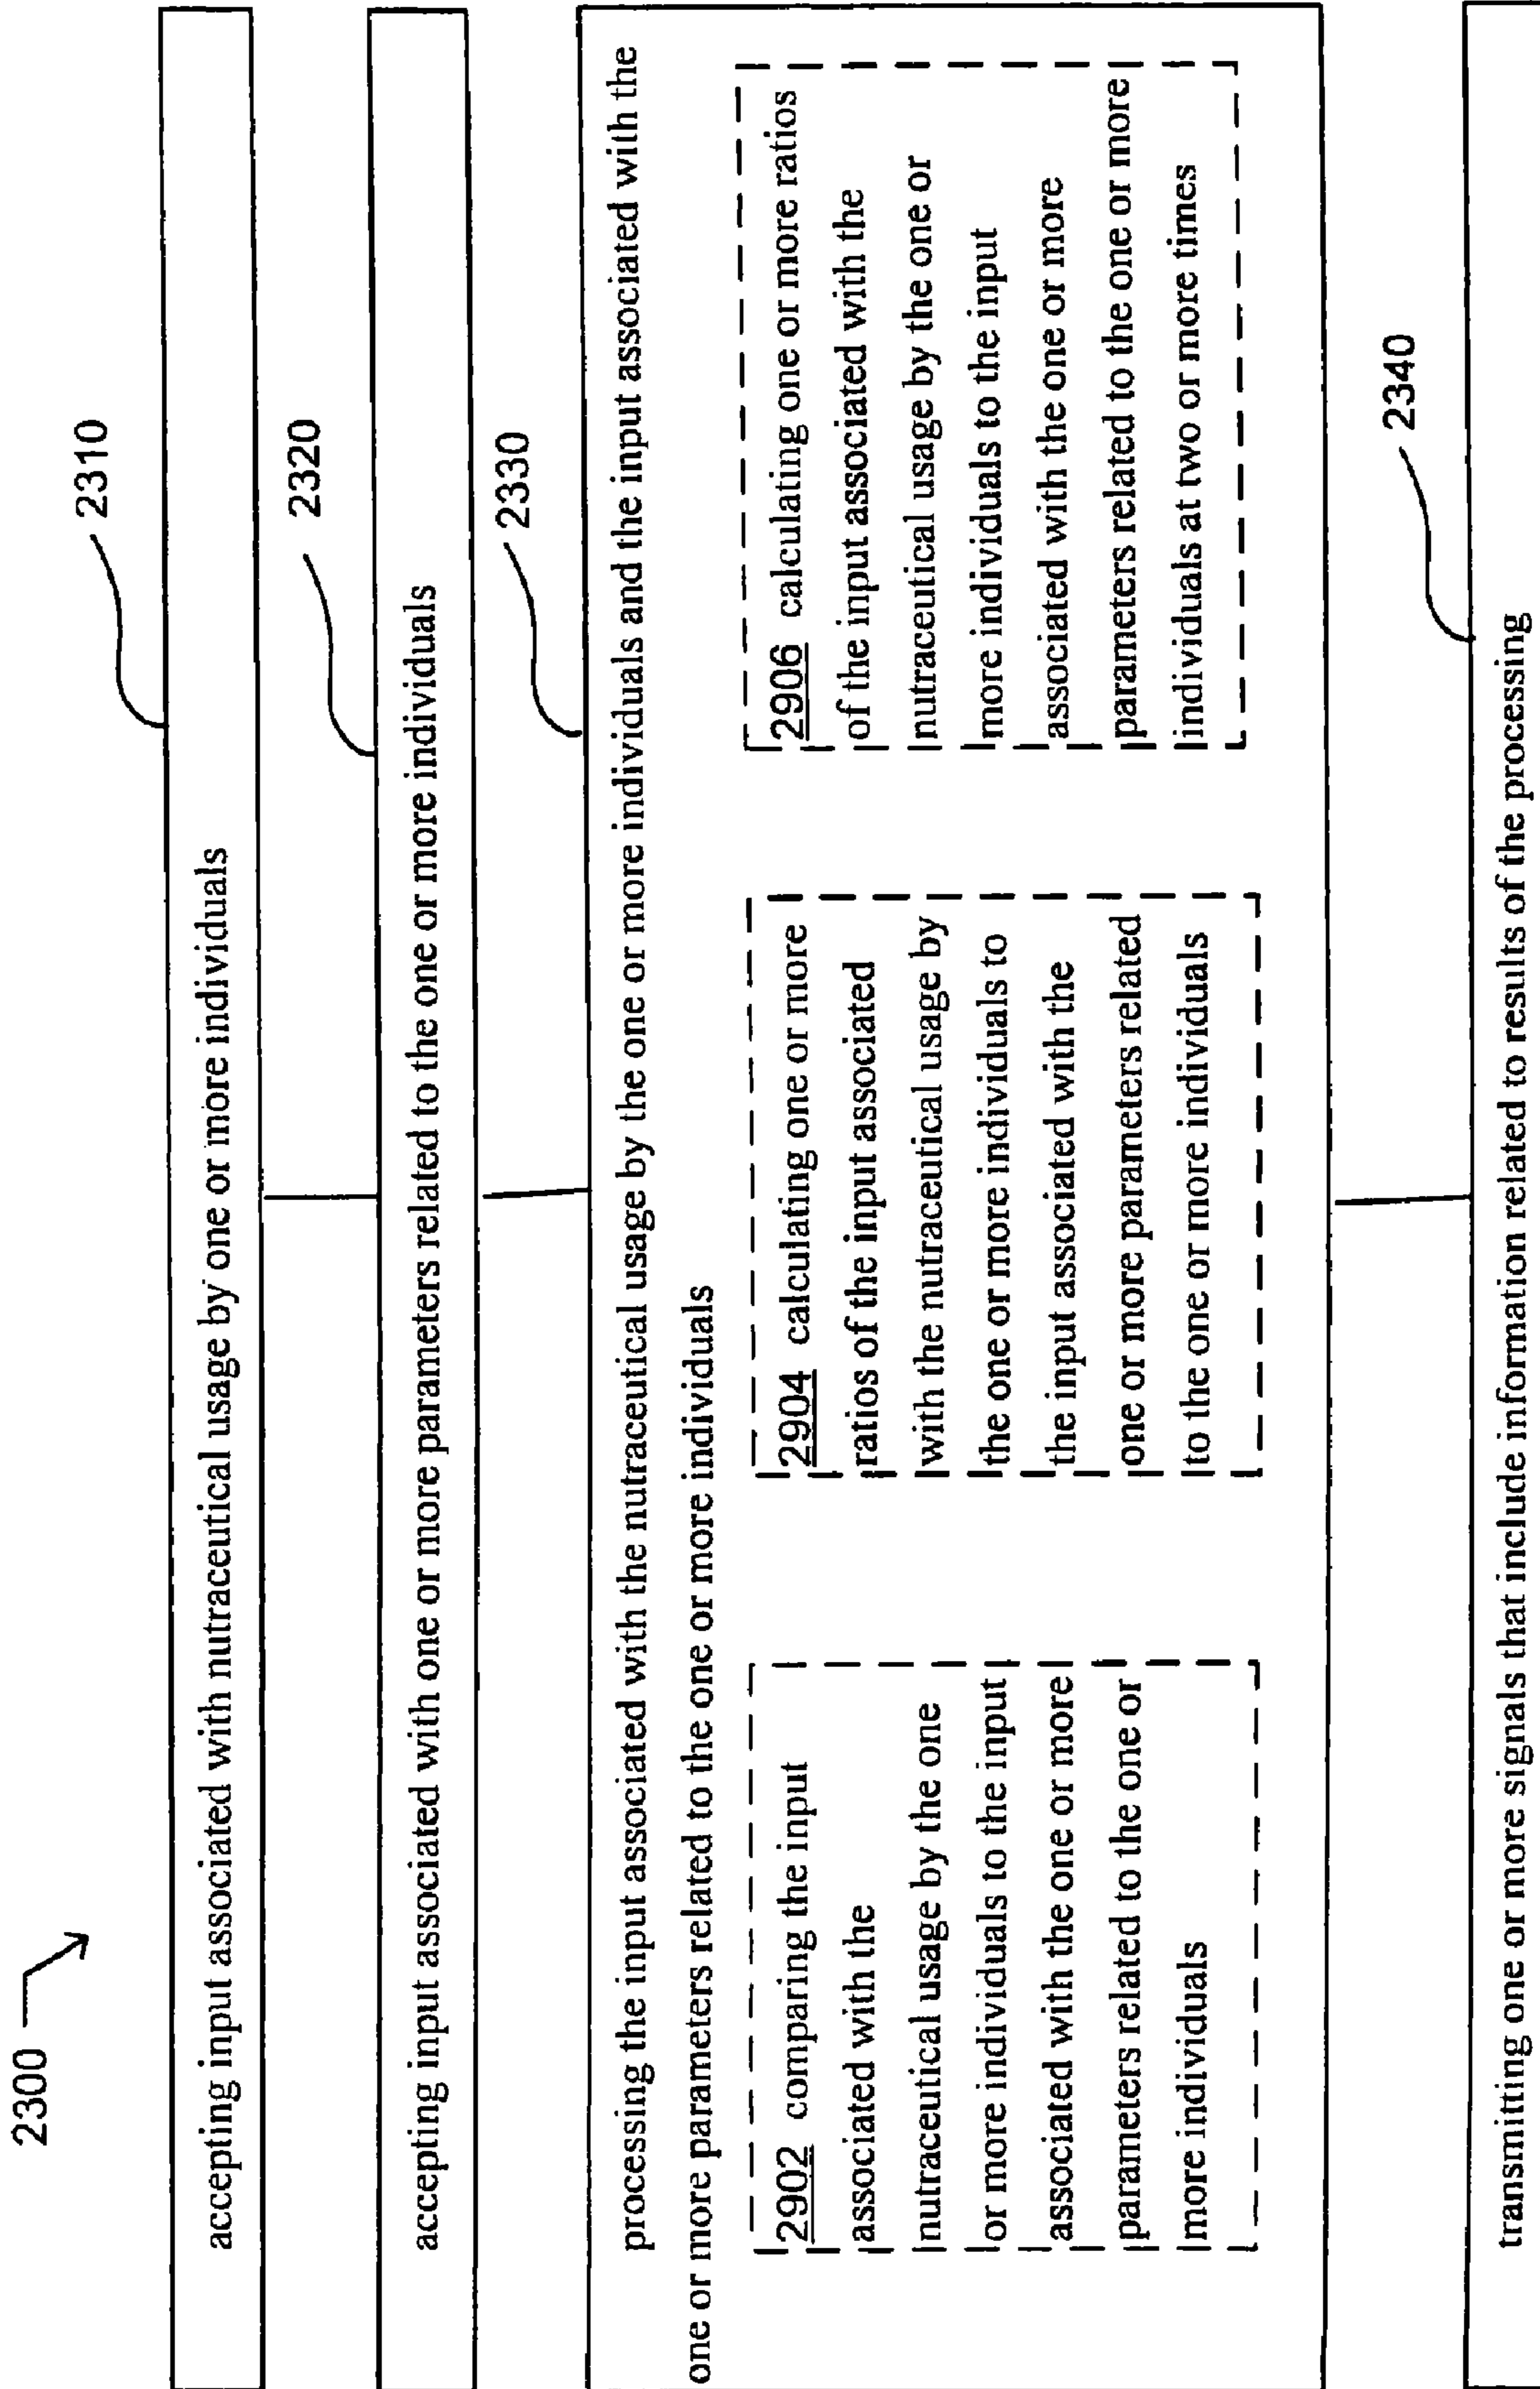 2300
2310
accepting input associated with nutraceutical usage by one or more individuals
2320
accepting input associated with one or more parameters related to the one or more individuals
2330
processing the input associated with the nutraceutical usage by the one or more individuals and the input associated with the
one or more parameters related to the one or more individuals
2902 comparing the input
associated with the
nutraceutical usage by the one
or more individuals to the input
associated with the one or more
parameters related to the one or
more individuals
2904 calculating one or more
ratios of the input associated
with the nutraceutical usage by
the one or more individuals to
the input associated with the
one or more parameters related
to the one or more individuals
2906 calculating one or more ratios
of the input associated with the
nutraceutical usage by the one or
more individuals to the input
associated with the one or more
parameters related to the one or more
individuals at two or more times
2340
transmitting one or more signals that include information related to results of the processing